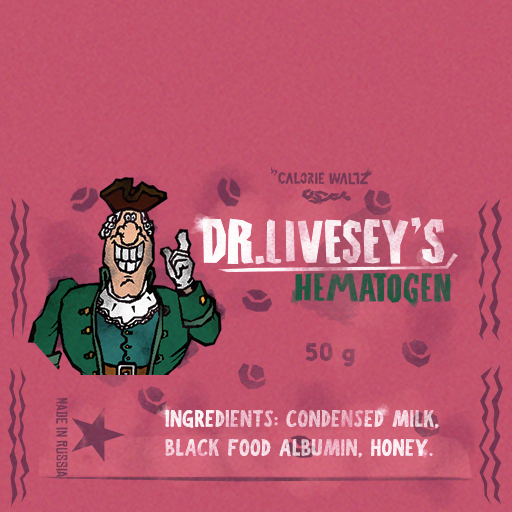 "CALORIE WALTZ"
DR.LIVESEY'S,
HEMATOGEN
50 g
MADE IN RUSSIA
INGREDIENTS: CONDENSED MILK,
BLACK FOOD ALBUMIN, HONEY.